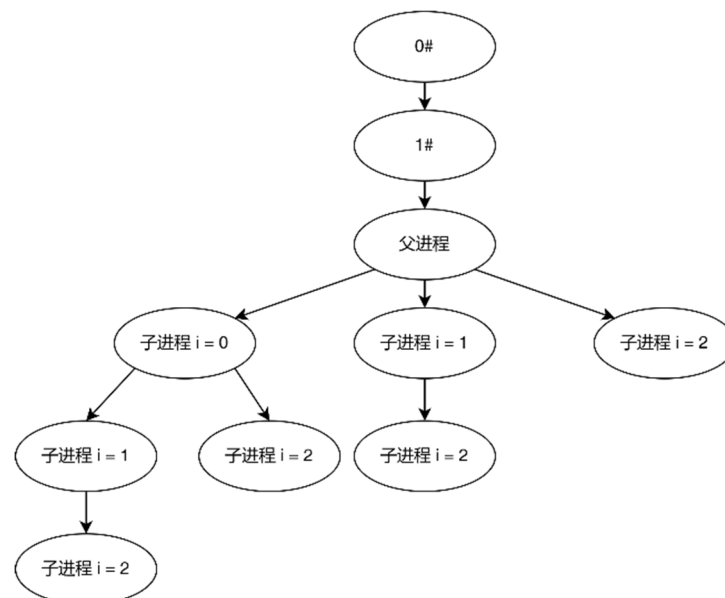 0#
1#
父进程
子进程 i = 0
子进程 i = 1
子进程 i = 2
子进程 i = 1
子进程 i = 2
子进程 i = 2
子进程 i = 2